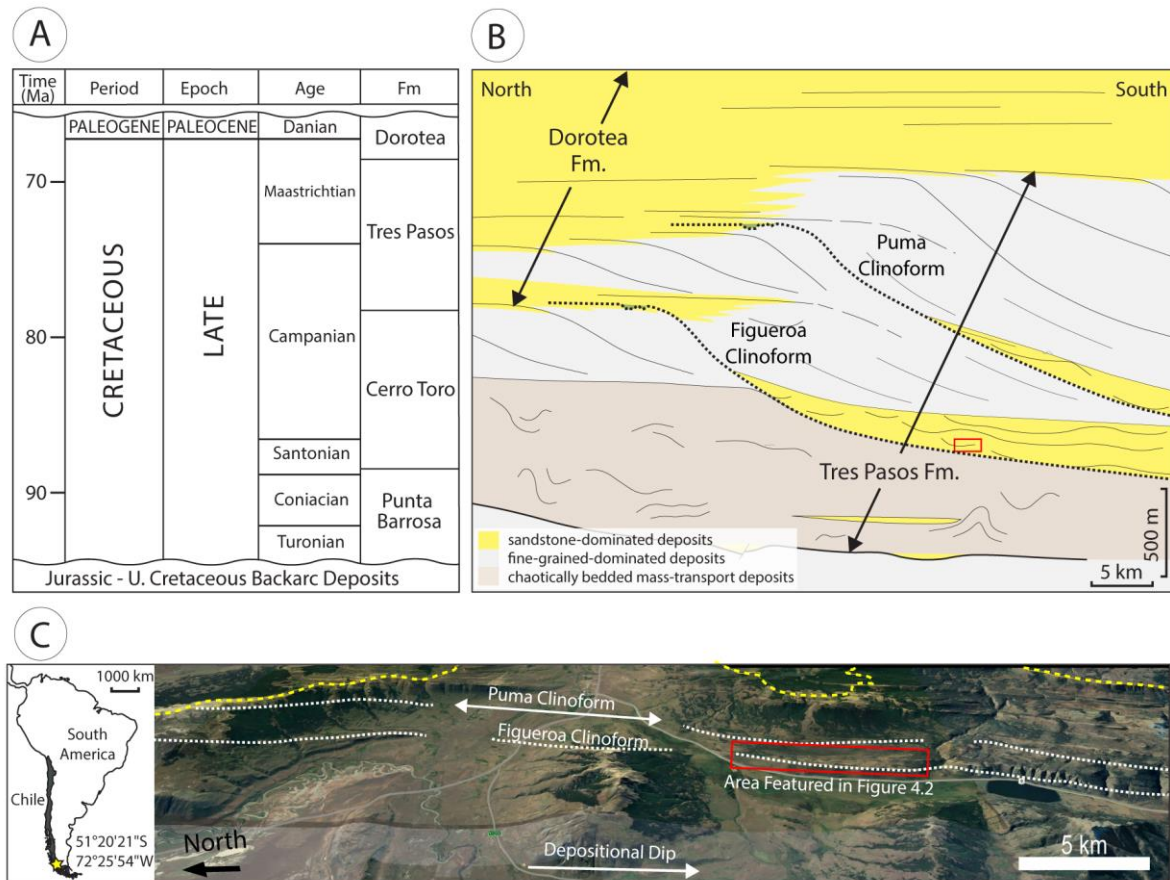 A
Time
(Ma)
Period
Epoch
Age
Fm
PALEOGENE
PALEOCENE
Danian
Dorotea
70
Maastrichtian
Tres Pasos
CRETACEOUS
LATE
80
Campanian
Cerro Toro
Santonian
90
Coniacian
Punta
Barrosa
Turonian
Jurassic - U. Cretaceous Backarc Deposits
B
North
South
Dorotea
Fm.
Puma
Clinoform
Figueroa
Clinoform
Tres Pasos Fm.
sandstone-dominated deposits
fine-grained-dominated deposits
chaotically bedded mass-transport deposits
500 m
5 km
C
1000 km
South
America
Chile
51°20'21"S
72°25'54"W
Puma Clinoform
Figueroa Clinoform
Area Featured in Figure 4.2
North
Depositional Dip
5 km